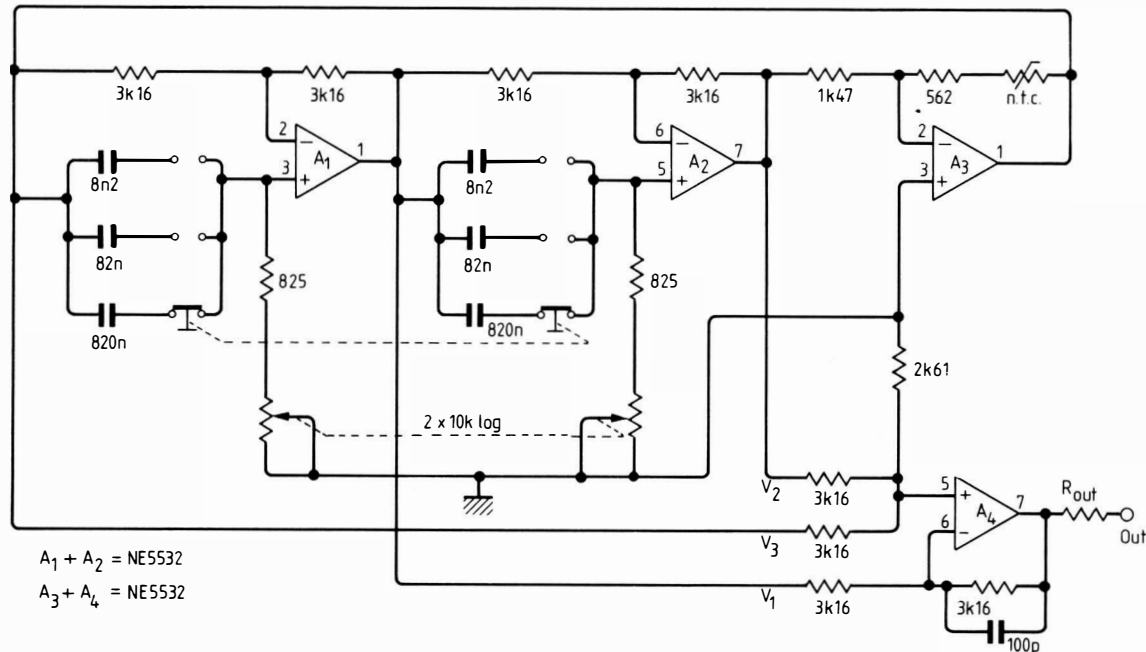 3k16
3k16
3k16
3k16
1k47
562
n.t.c.
2
−
A1
1
3
+
6
−
A2
7
5
+
2
−
A3
1
3
+
8n2
82n
820n
825
8n2
82n
820n
825
2k61
2 x 10k log
V2
3k16
V3
3k16
V1
3k16
5
+
A4
7
6
−
Rout
Out
3k16
100p
A1 + A2 = NE5532
A3 + A4 = NE5532